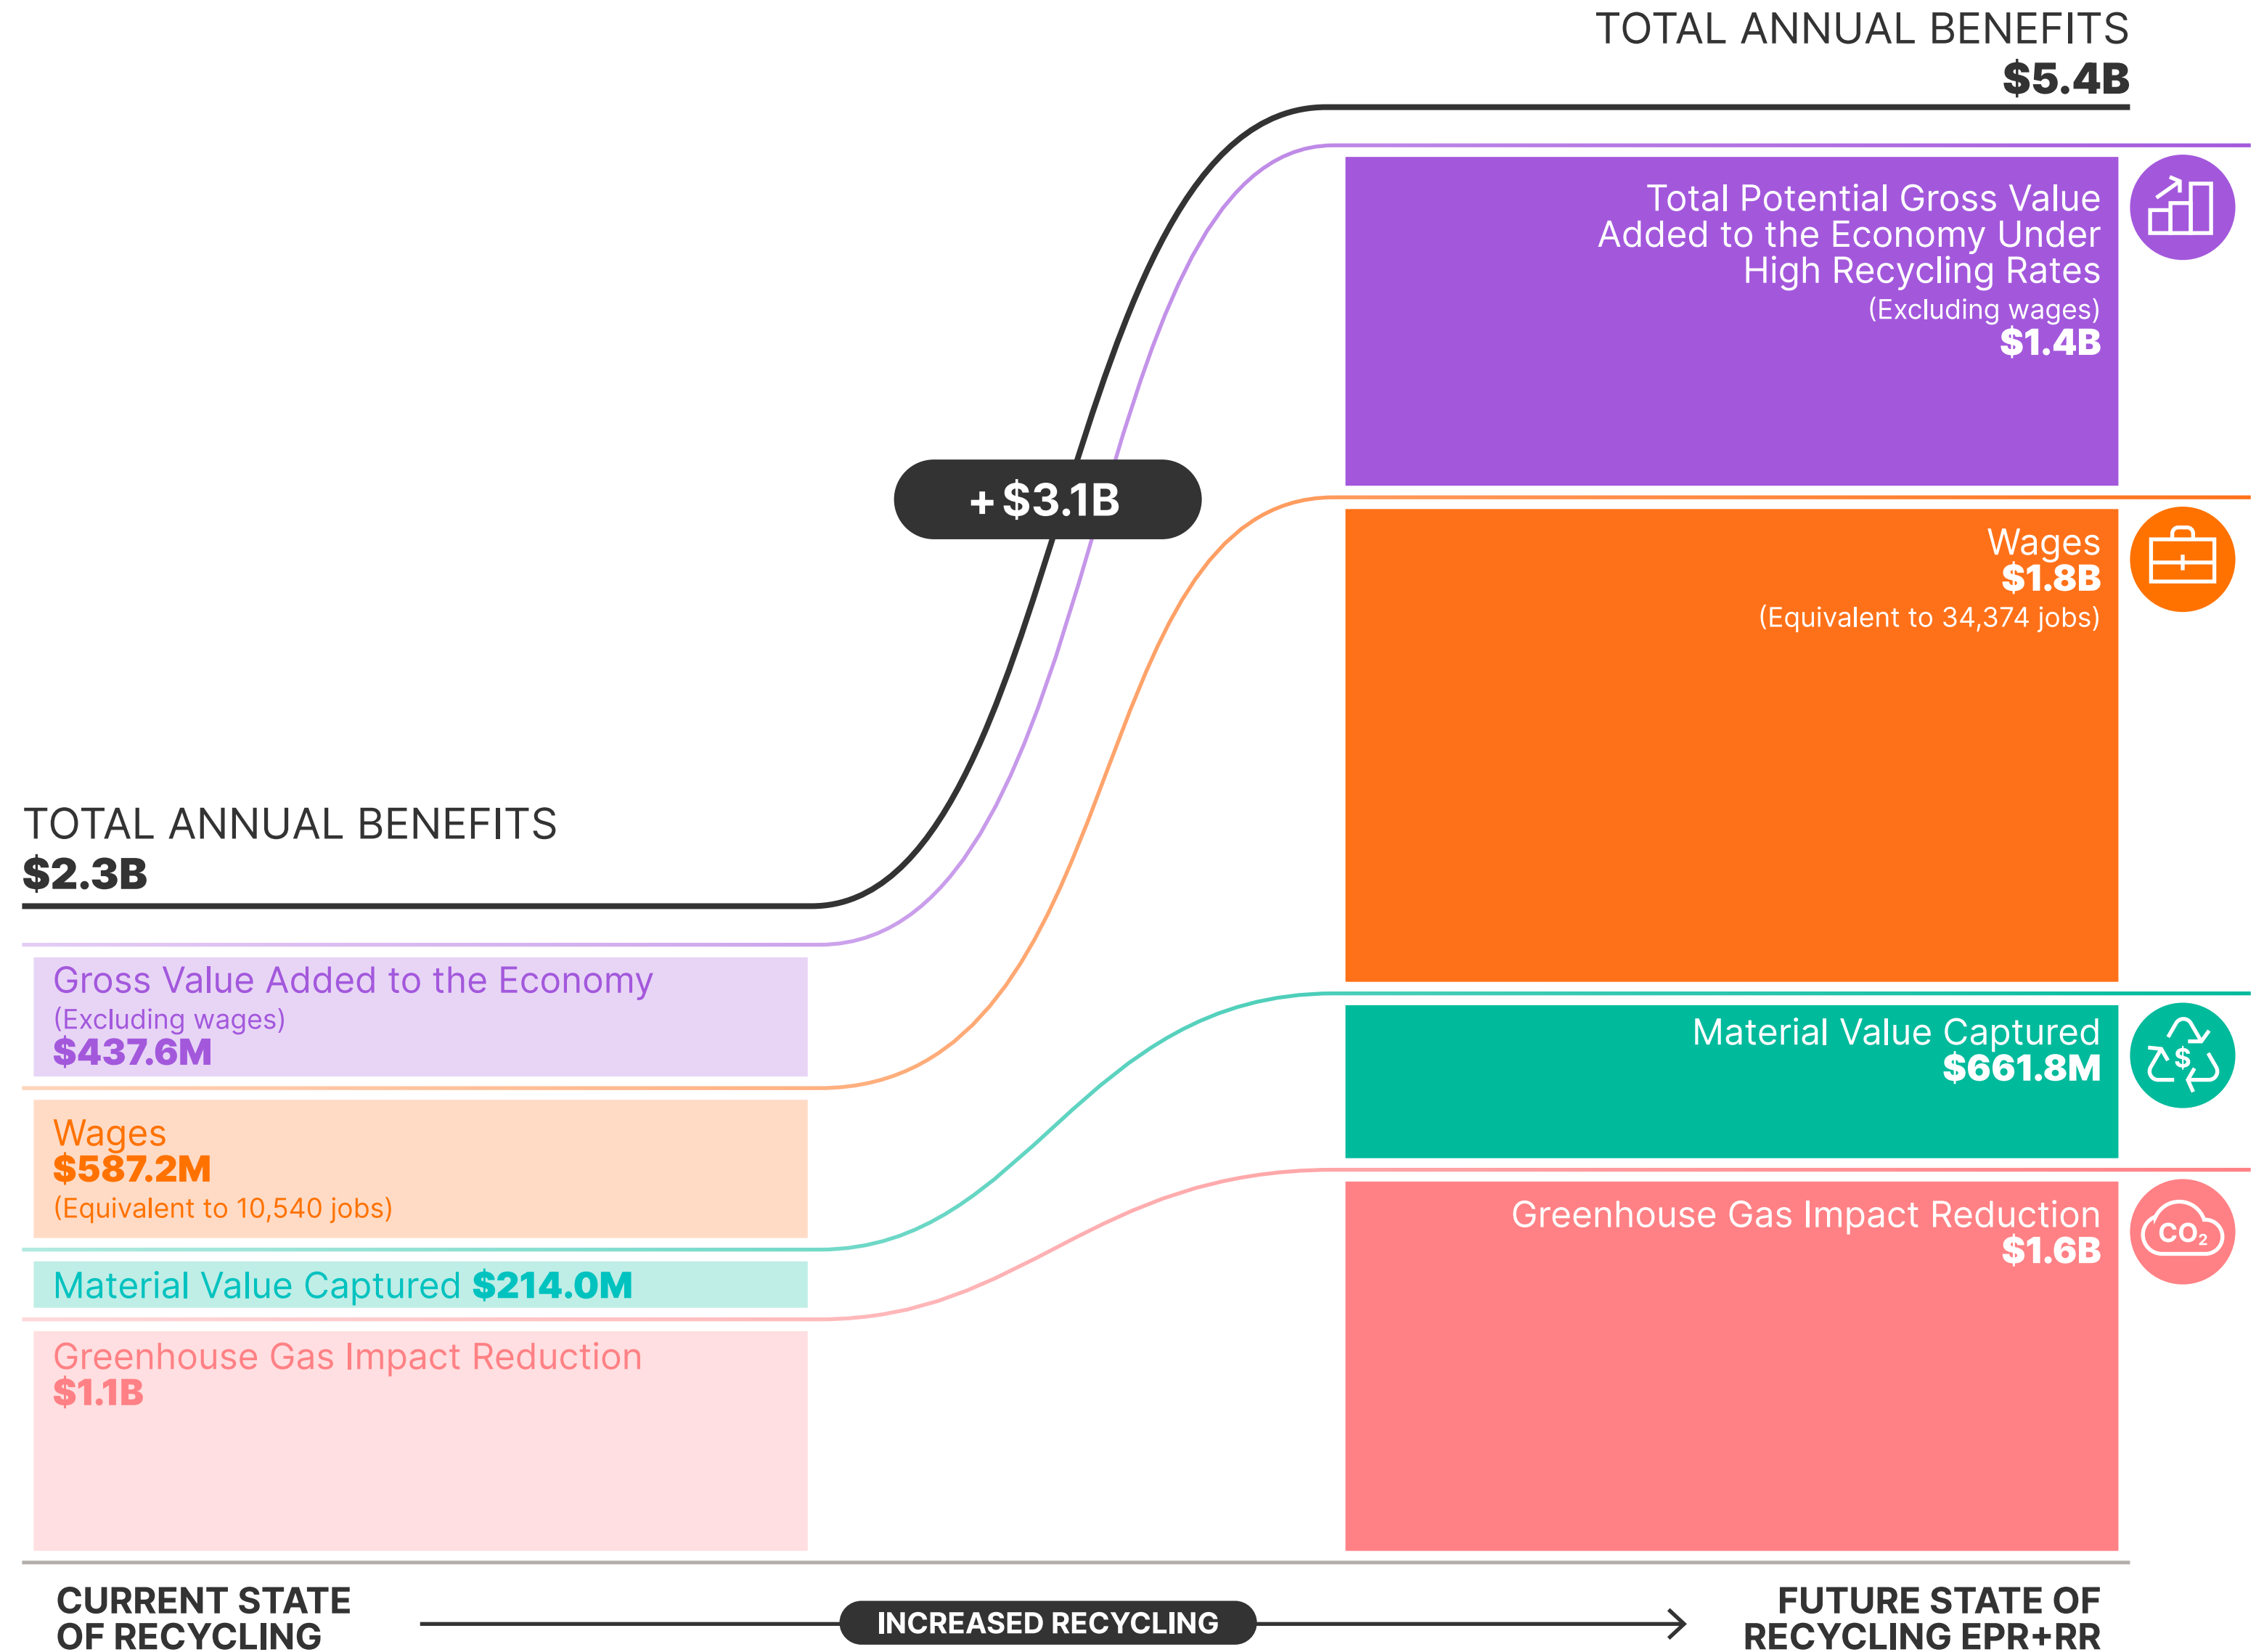 TOTAL ANNUAL BENEFITS
$5.4B
Total Potential Gross Value
Added to the Economy Under
High Recycling Rates
(Excluding wages)
$1.4B
+$3.1B
Wages
$1.8B
(Equivalent to 34,374 jobs)
TOTAL ANNUAL BENEFITS
$2.3B
Gross Value Added to the Economy
(Excluding wages)
$437.6M
Material Value Captured
$661.8M
$
Wages
$587.2M
(Equivalent to 10,540 jobs)
Greenhouse Gas Impact Reduction
$1.6B
CO₂
Material Value Captured $214.0M
Greenhouse Gas Impact Reduction
$1.1B
CURRENT STATE
OF RECYCLING
INCREASED RECYCLING
FUTURE STATE OF
RECYCLING EPR+RR